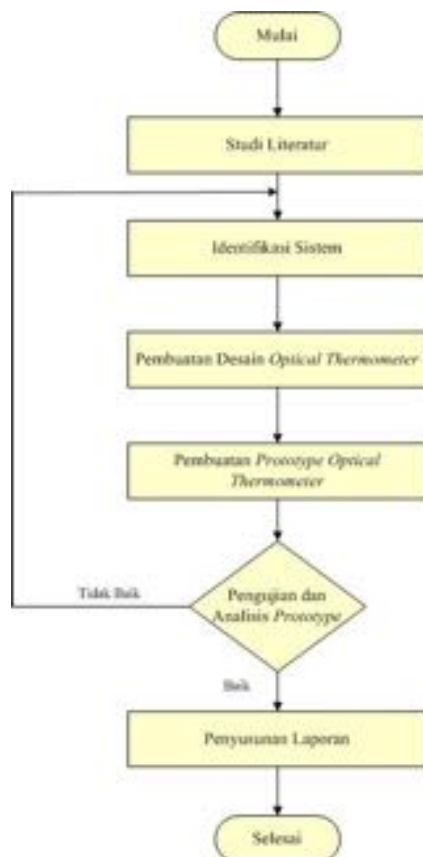 Mulai
Studi Literatur
Identifikasi Sistem
Pembuatan Desain Optical Thermometer
Pembuatan Prototype Optical
Thermometer
Pengujian dan
Analisis Prototype
Tidak Baik
Baik
Penyusunan Laporan
Selesai